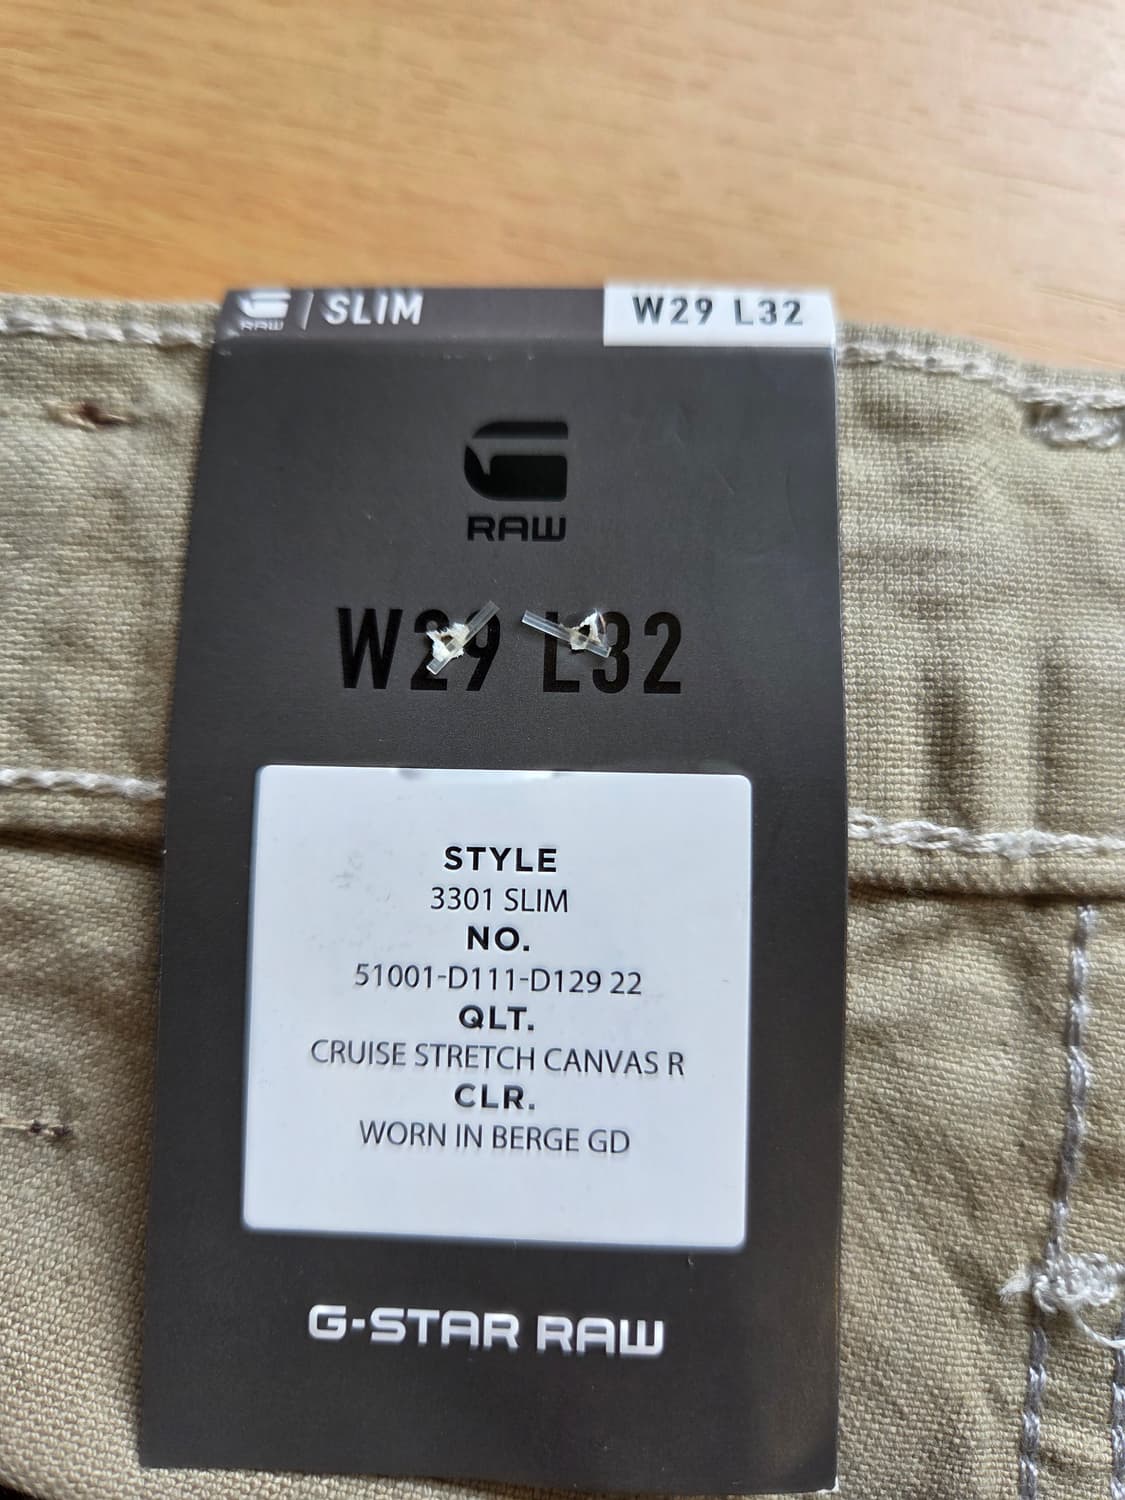 RAW | SLIM W29 L32
RAW
W29 L32
STYLE
3301 SLIM
NO.
51001-D111-D129 22
QLT.
CRUISE STRETCH CANVAS R
CLR.
WORN IN BERGE GD
G-STAR RAW